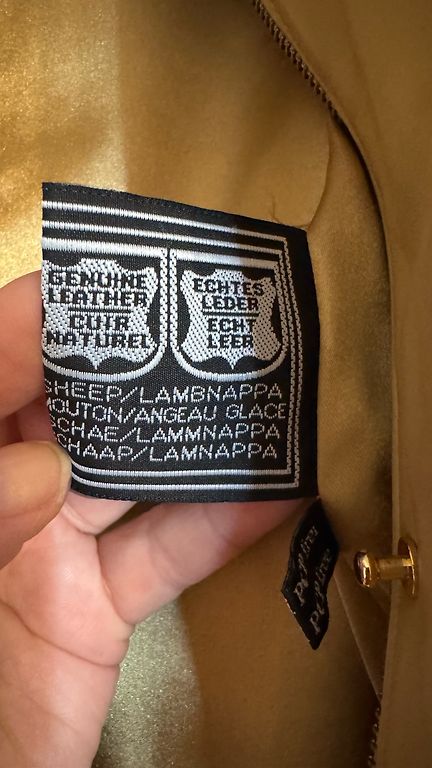 GENUINE
LEATHER
CUIR
NATUREL
ECHTES
LEDER
ECHT
LEER
SHEEP/LAMBNAPPA
MOUTON/ANGEAU GLACE
CHAE/LAMMNAPPA
CHAAP/LAMNAPPA